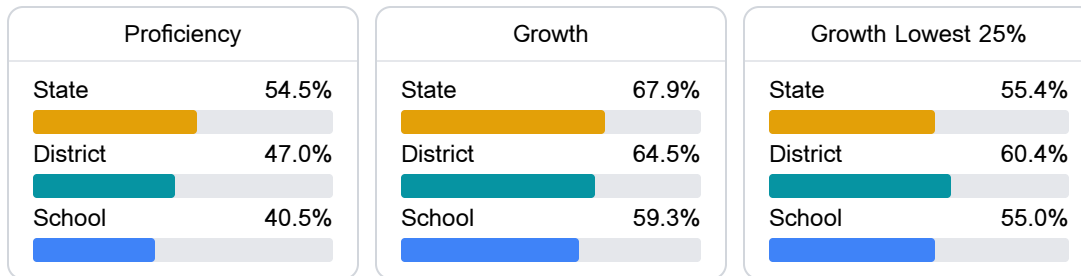 Proficiency
State 54.5%
District 47.0%
School 40.5%
Growth
State 67.9%
District 64.5%
School 59.3%
Growth Lowest 25%
State 55.4%
District 60.4%
School 55.0%